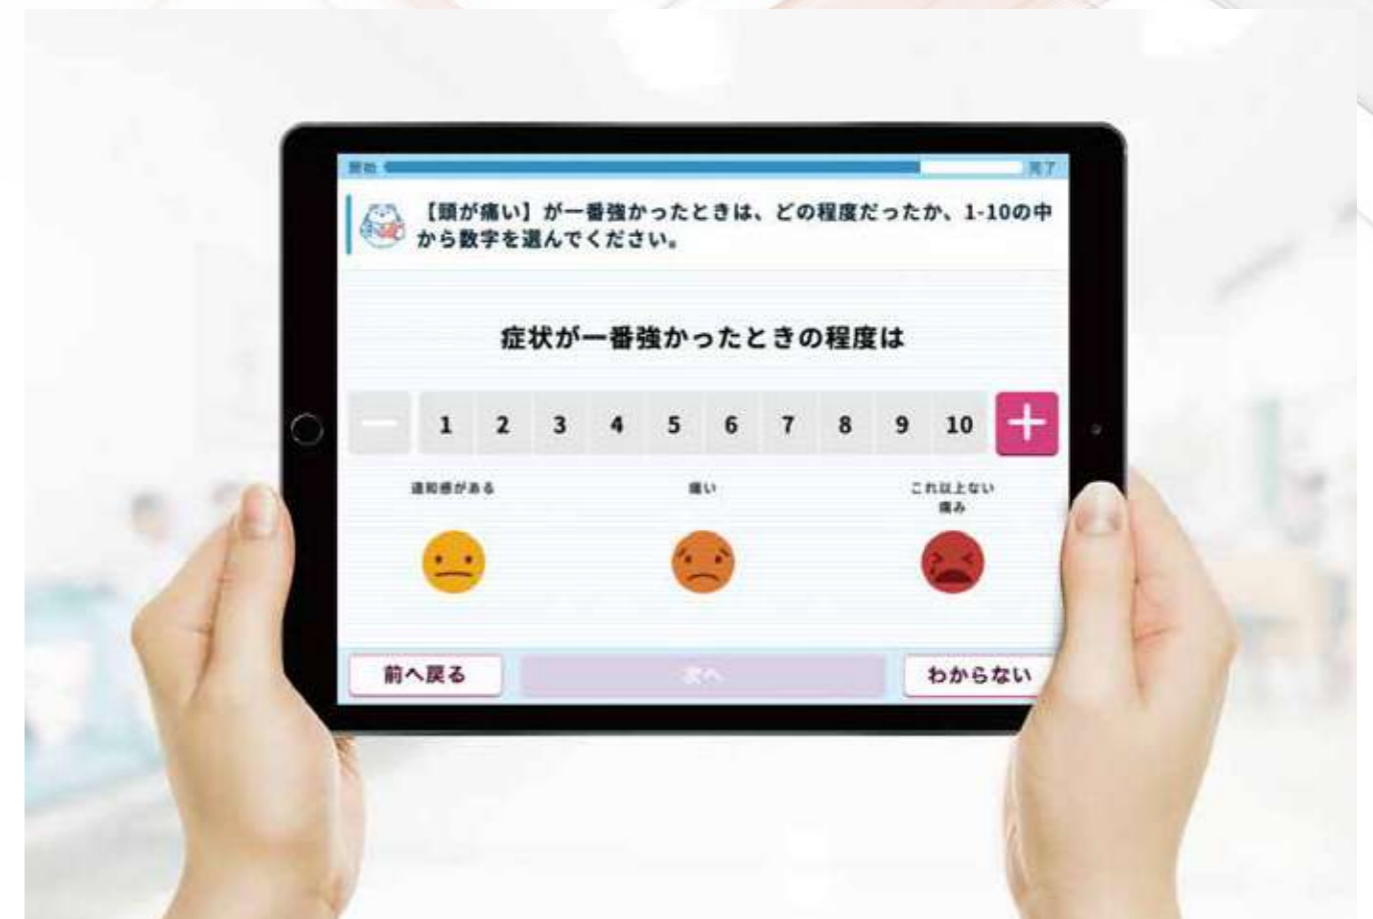 開始
完了
【頭が痛い】が一番強かったときは、どの程度だったか、1-10の中
から数字を選んでください。
症状が一番強かったときの程度は
1 2 3 4 5 6 7 8 9 10
違和感がある
痛い
これ以上ない
痛み
前へ戻る
次へ
わからない